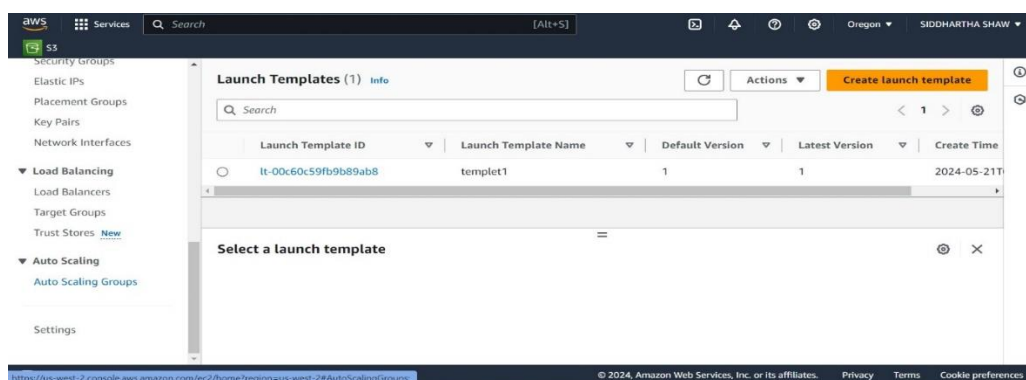 aws Services Search [Alt+S] Oregon ▼ SIDDHARTHA SHAW ▼
S3
Security Groups
Elastic IPs
Placement Groups
Key Pairs
Network Interfaces
▼ Load Balancing
Load Balancers
Target Groups
Trust Stores New
▼ Auto Scaling
Auto Scaling Groups
Settings
Launch Templates (1) Info
Actions ▼ Create launch template
Search
< 1 >
Launch Template ID Launch Template Name Default Version Latest Version Create Time
lt-00c60c59fb9b89ab8 templet1 1 1 2024-05-21T
Select a launch template
https://us-west-2.console.aws.amazon.com/ec2/home?region=us-west-2#AutoScalingGroups:
© 2024, Amazon Web Services, Inc. or its affiliates. Privacy Terms Cookie preferences